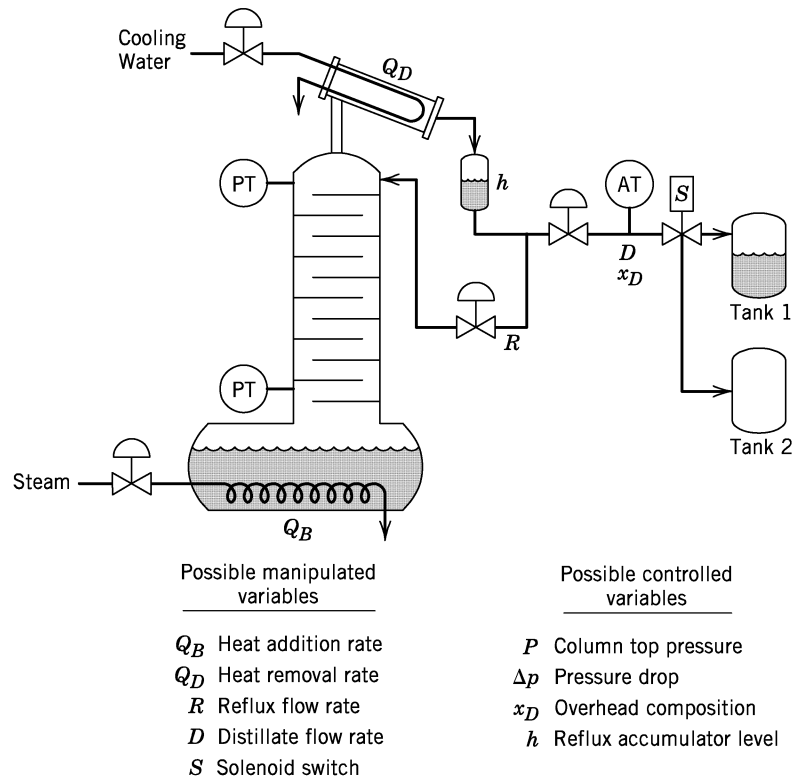 Cooling
Water
Q_D
PT
h
AT
S
D
x_D
Tank 1
R
PT
Tank 2
Steam
Q_B
Possible manipulated
variables
Q_B Heat addition rate
Q_D Heat removal rate
R Reflux flow rate
D Distillate flow rate
S Solenoid switch
Possible controlled
variables
P Column top pressure
Δp Pressure drop
x_D Overhead composition
h Reflux accumulator level